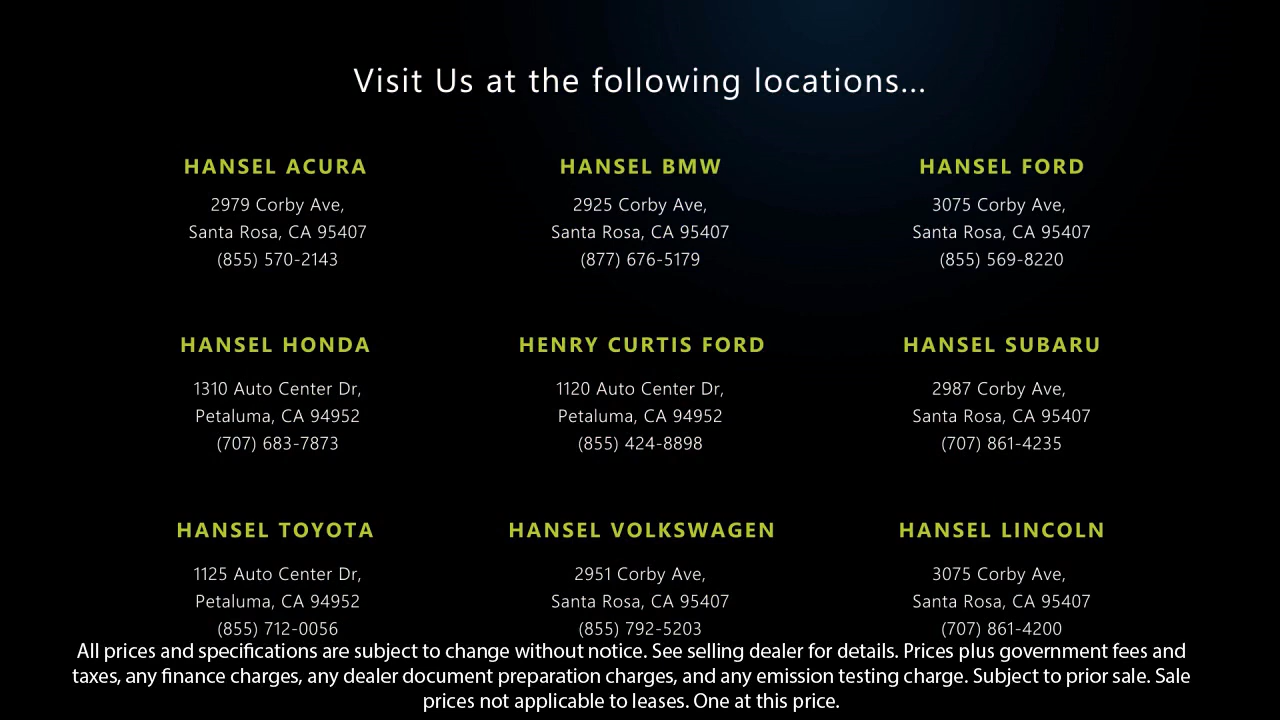 Visit Us at the following locations...
HANSEL ACURA
2979 Corby Ave,
Santa Rosa, CA 95407
(855) 570-2143
HANSEL BMW
2925 Corby Ave,
Santa Rosa, CA 95407
(877) 676-5179
HANSEL FORD
3075 Corby Ave,
Santa Rosa, CA 95407
(855) 569-8220
HANSEL HONDA
1310 Auto Center Dr,
Petaluma, CA 94952
(707) 683-7873
HENRY CURTIS FORD
1120 Auto Center Dr,
Petaluma, CA 94952
(855) 424-8898
HANSEL SUBARU
2987 Corby Ave,
Santa Rosa, CA 95407
(707) 861-4235
HANSEL TOYOTA
1125 Auto Center Dr,
Petaluma, CA 94952
(855) 712-0056
HANSEL VOLKSWAGEN
2951 Corby Ave,
Santa Rosa, CA 95407
(855) 792-5203
HANSEL LINCOLN
3075 Corby Ave,
Santa Rosa, CA 95407
(707) 861-4200
All prices and specifications are subject to change without notice. See selling dealer for details. Prices plus government fees and
taxes, any finance charges, any dealer document preparation charges, and any emission testing charge. Subject to prior sale. Sale
prices not applicable to leases. One at this price.